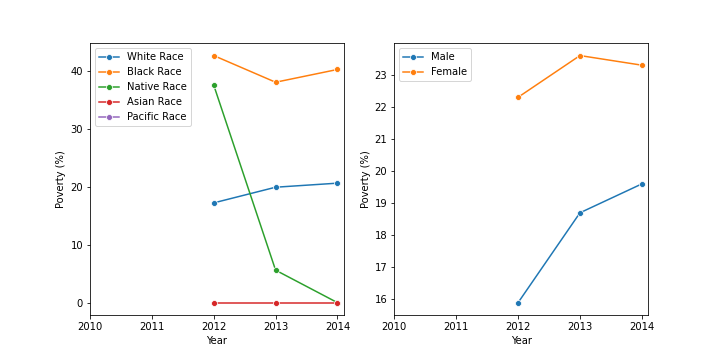 White Race
Black Race
Native Race
Asian Race
Pacific Race
Poverty (%)
40
30
20
10
0
2010 2011 2012 2013 2014
Year
Male
Female
Poverty (%)
23
22
21
20
19
18
17
16
2010 2011 2012 2013 2014
Year